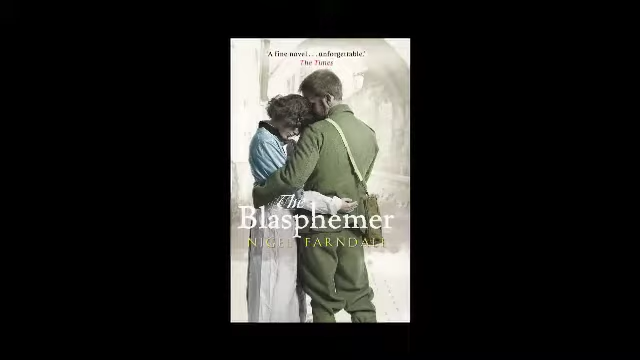 'A fine novel . . . unforgettable.'
The Times
The
Blasphemer
NIGEL FARNDALE